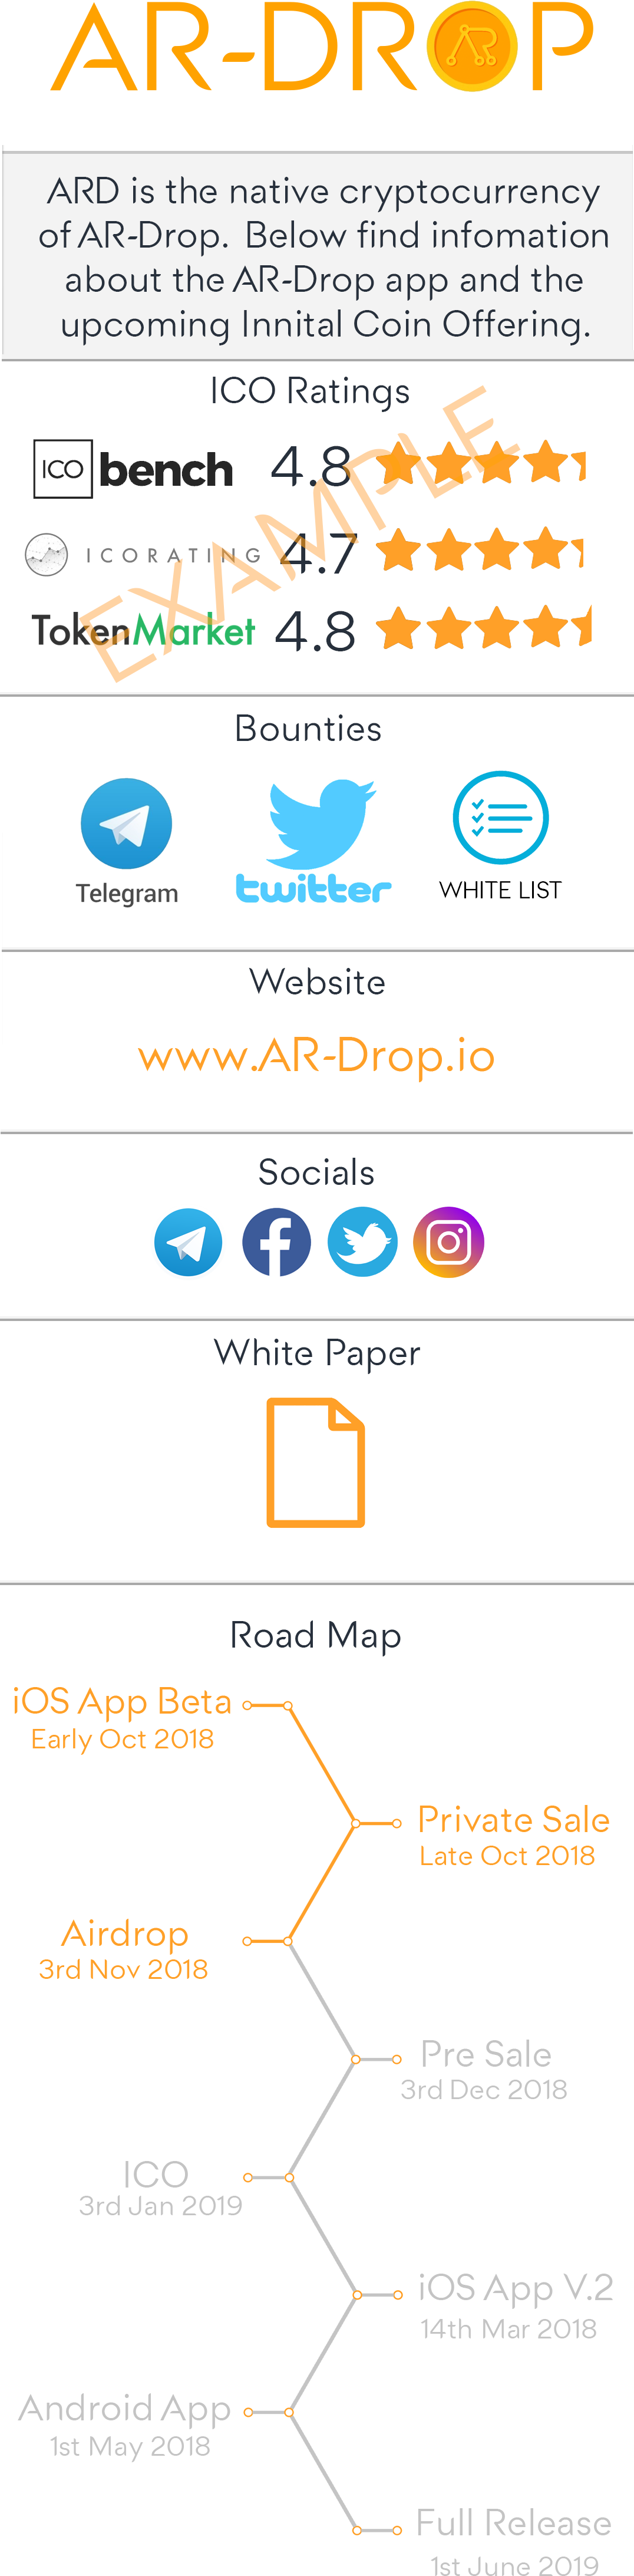 AR-DROP
ARD is the native cryptocurrency
of AR-Drop. Below find infomation
about the AR-Drop app and the
upcoming Innital Coin Offering.
ICO Ratings
ICO bench 4.8
ICORATING 4.7
TokenMarket 4.8
EXAMPLE
Bounties
Telegram
twitter
WHITE LIST
Website
www.AR-Drop.io
Socials
White Paper
Road Map
iOS App Beta
Early Oct 2018
Private Sale
Late Oct 2018
Airdrop
3rd Nov 2018
Pre Sale
3rd Dec 2018
ICO
3rd Jan 2019
iOS App V.2
14th Mar 2018
Android App
1st May 2018
Full Release
1st June 2019